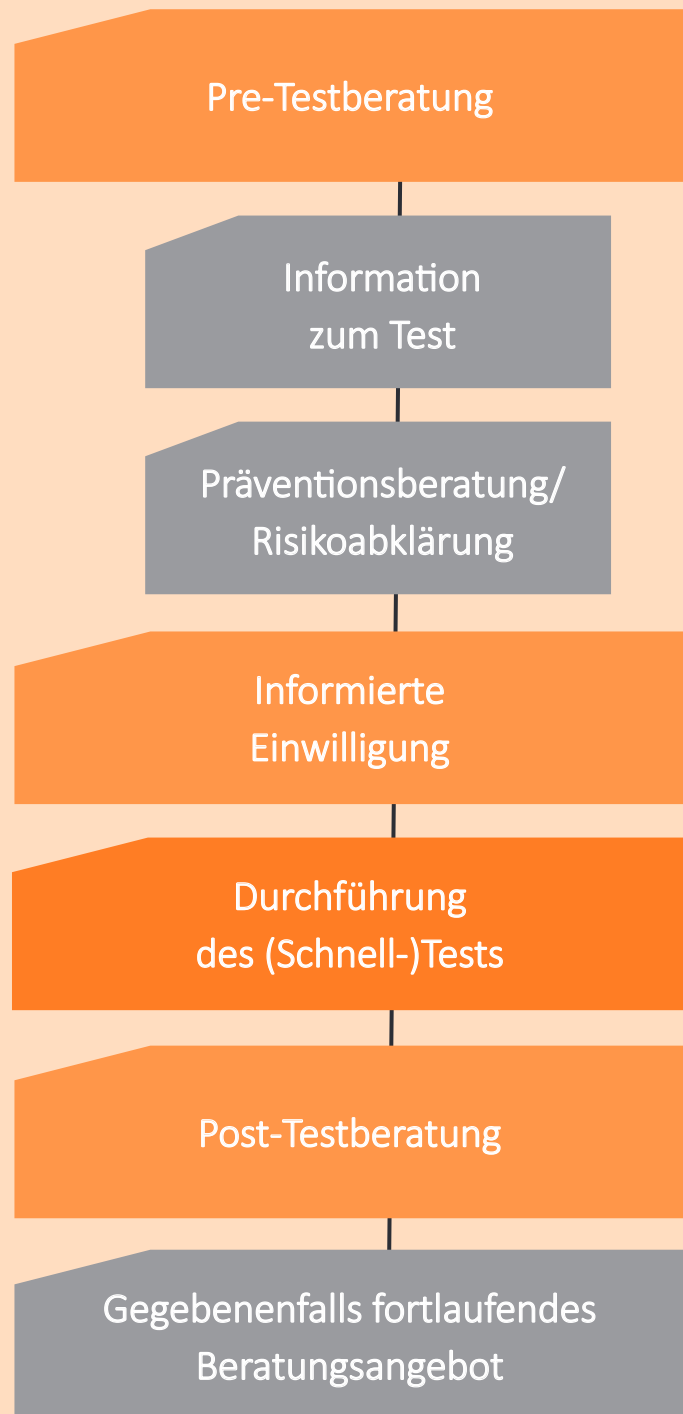 Pre-Testberatung
Information
zum Test
Präventionsberatung/
Risikoabklärung
Informierte
Einwilligung
Durchführung
des (Schnell-)Tests
Post-Testberatung
Gegebenenfalls fortlaufendes
Beratungsangebot